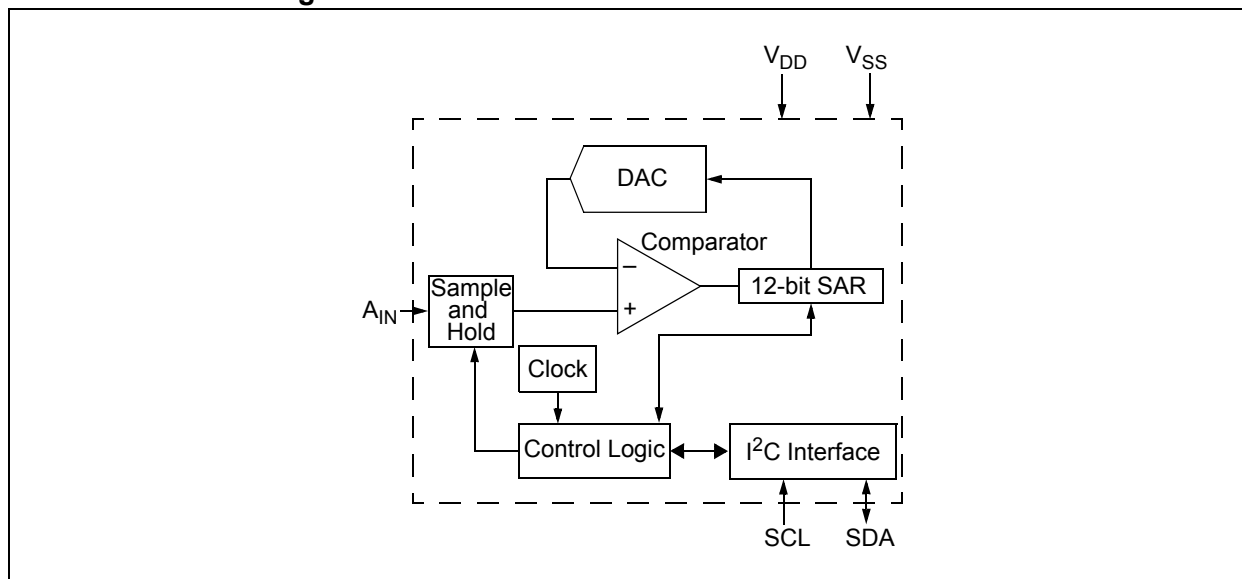 V_DD V_SS
DAC
Comparator
−
12-bit SAR
Sample
and
Hold
A_IN
+
Clock
Control Logic
I²C Interface
SCL SDA